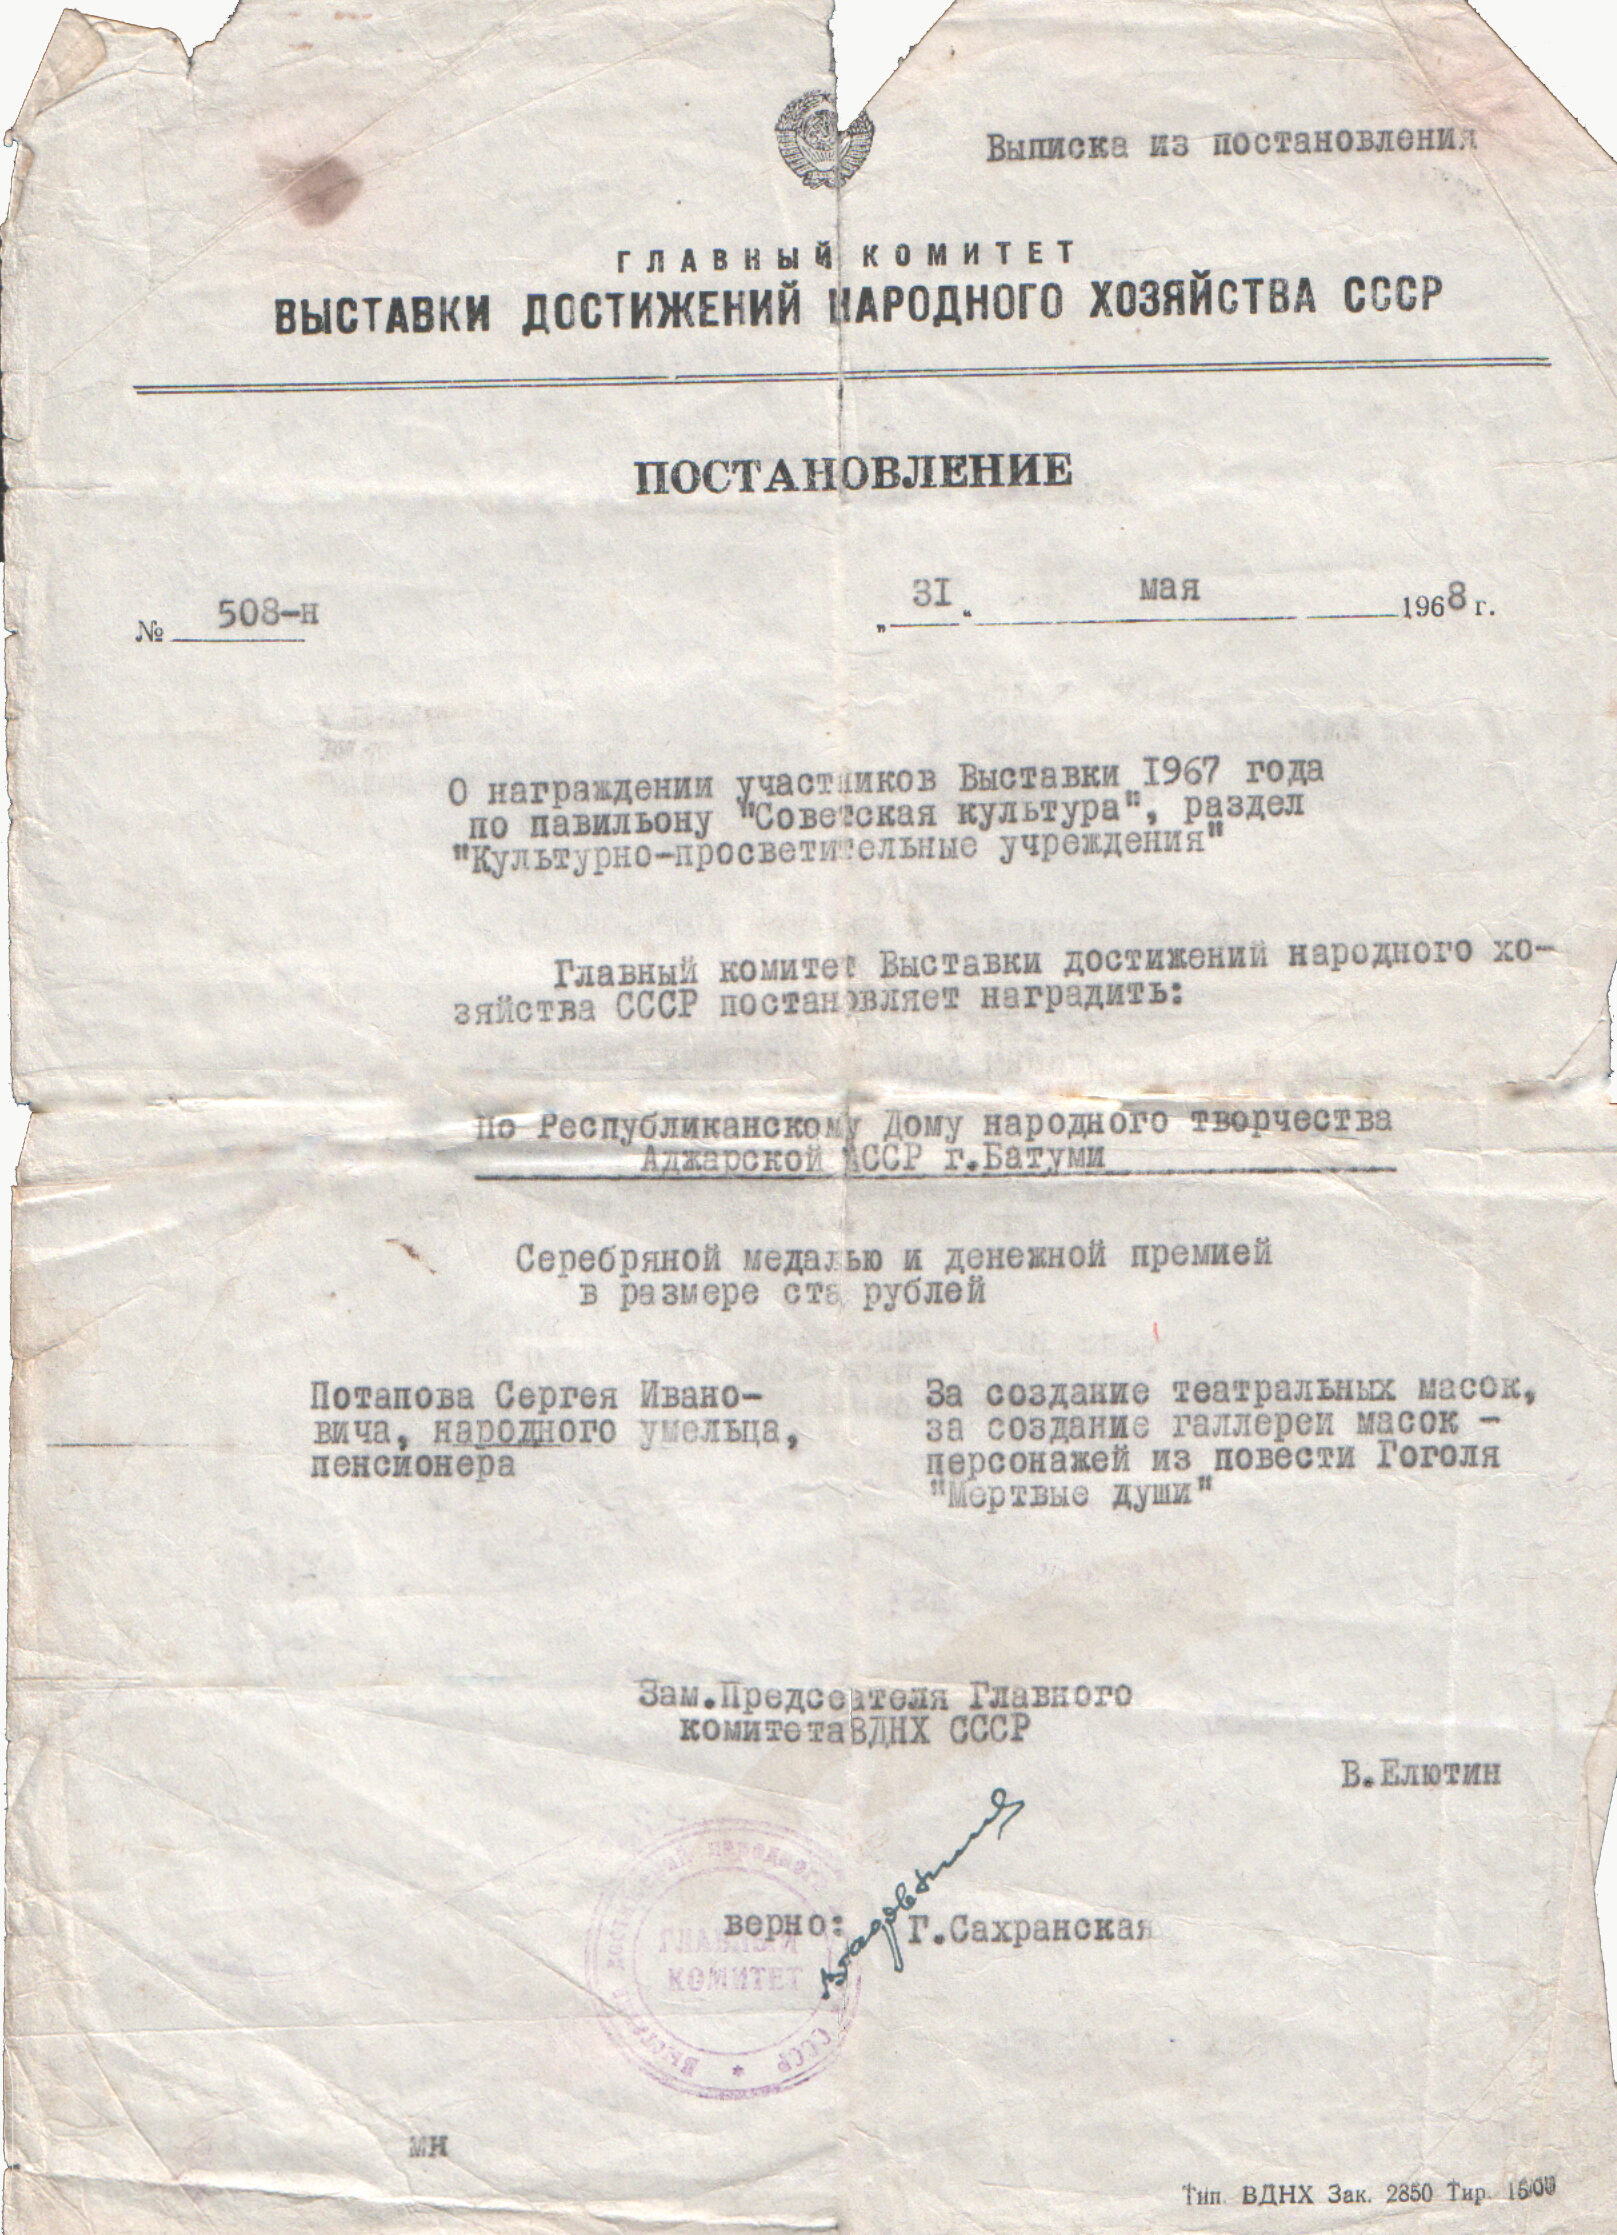 Выписка из постановления
ГЛАВНЫЙ КОМИТЕТ
ВЫСТАВКИ ДОСТИЖЕНИЙ НАРОДНОГО ХОЗЯЙСТВА СССР
ПОСТАНОВЛЕНИЕ
№ 508-н
„31“ мая 1968 г.
О награждении участников Выставки 1967 года
по павильону "Советская культура", раздел
"Культурно-просветительные учреждения"
Главный комитет Выставки достижений народного хо-
зяйства СССР постановляет наградить:
По Республиканскому Дому народного творчества
Аджарской АССР г.Батуми
Серебряной медалью и денежной премией
в размере ста рублей
Потапова Сергея Ивано-
вича, народного умельца,
пенсионера
За создание театральных масок,
за создание галлереи масок -
персонажей из повести Гоголя
"Мертвые души"
Зам.Председателя Главного
комитетаВДНХ СССР
В.Елютин
верно: Г.Сахранская
ГЛАВНЫЙ
КОМИТЕТ
Выставка достижений народного
СССР
мн
Тип. ВДНХ Зак. 2850 Тир.